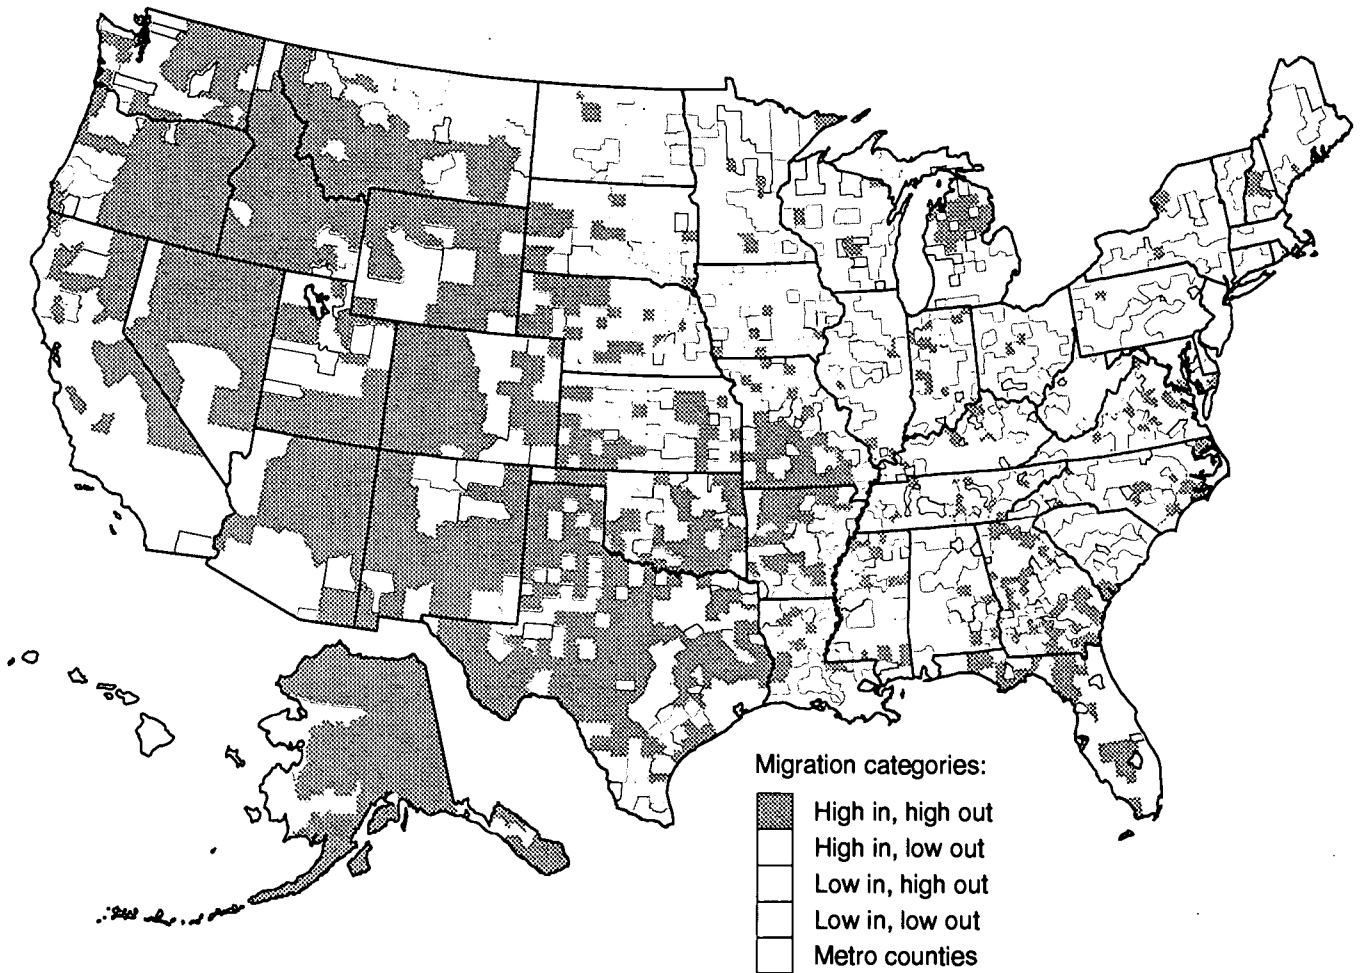 Migration categories:
High in, high out
High in, low out
Low in, high out
Low in, low out
Metro counties